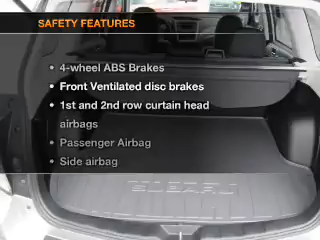 SAFETY FEATURES
• 4-wheel ABS Brakes
• Front Ventilated disc brakes
• 1st and 2nd row curtain head
airbags
• Passenger Airbag
• Side airbag
SUBARU